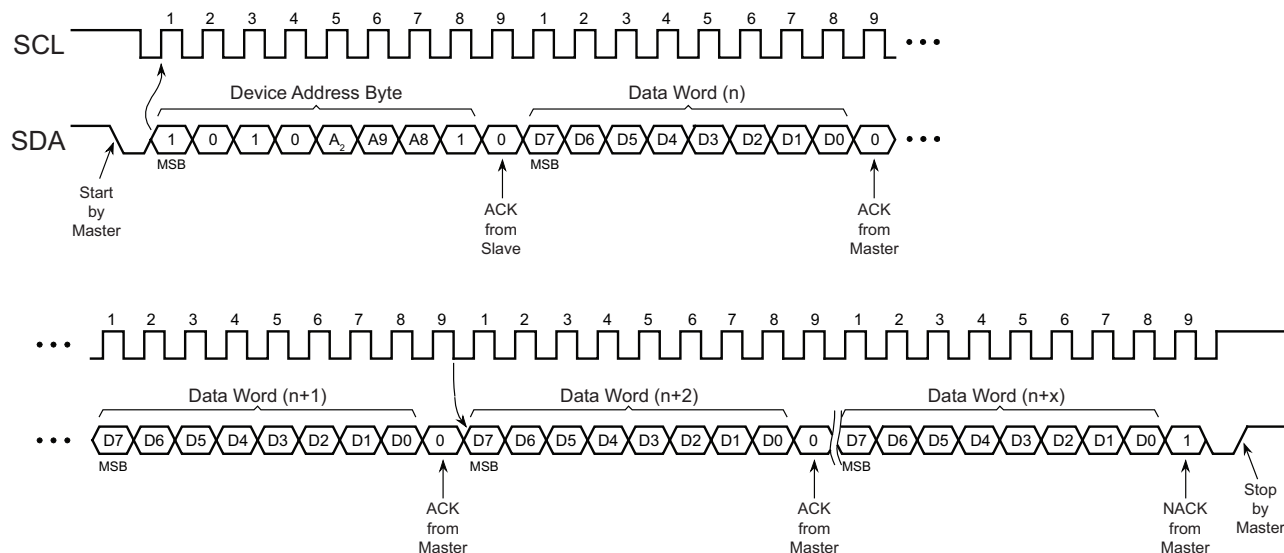 1 2 3 4 5 6 7 8 9 1 2 3 4 5 6 7 8 9
SCL
Device Address Byte Data Word (n)
SDA 1 0 1 0 A2 A9 A8 1 0 D7 D6 D5 D4 D3 D2 D1 D0 0
MSB MSB
Start
by
Master
ACK
from
Slave
ACK
from
Master
1 2 3 4 5 6 7 8 9 1 2 3 4 5 6 7 8 9 1 2 3 4 5 6 7 8 9
Data Word (n+1) Data Word (n+2) Data Word (n+x)
D7 D6 D5 D4 D3 D2 D1 D0 0 D7 D6 D5 D4 D3 D2 D1 D0 0 D7 D6 D5 D4 D3 D2 D1 D0 1
MSB MSB MSB
ACK
from
Master
ACK
from
Master
NACK
from
Master
Stop
by
Master